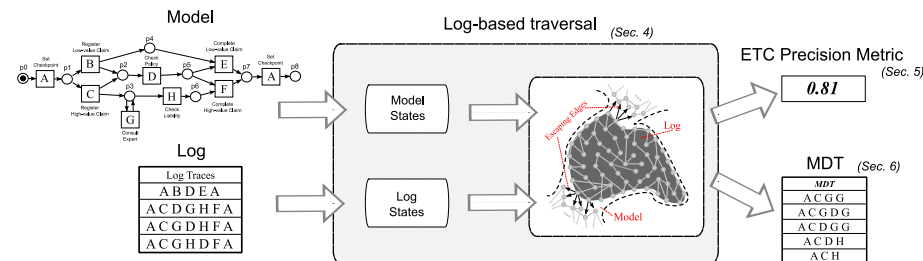 Model
Log-based traversal
(Sec. 4)
ETC Precision Metric
(Sec. 5)
0.81
p4
Register
Low-value Claim
Complete
Low-value Claim
Set
Checkpoint
Check
Policy
Set
Checkpoint
p0
A
p1
B
p2
D
p5
E
p7
A
p8
C
p3
H
p6
F
Register
High-value Claim
Check
Liability
Complete
High-value Claim
G
Consult
Expert
Model
States
Log
States
Escaping Edges
Log
Model
Log
Log Traces
A B D E A
A C D G H F A
A C G D H F A
A C G H D F A
MDT
(Sec. 6)
MDT
A C G G
A C G D G
A C D G G
A C D H
A C H